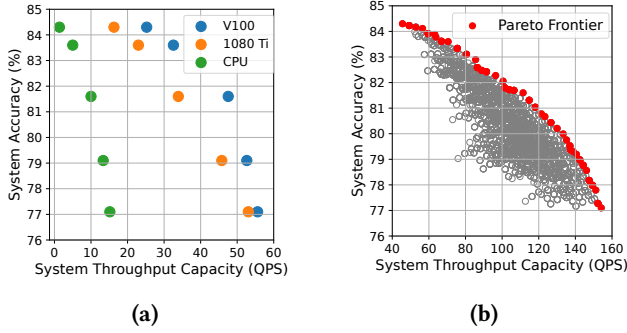 85
84
83
82
81
80
79
78
77
76
System Accuracy (%)
V100
1080 Ti
CPU
0 10 20 30 40 50 60
System Throughput Capacity (QPS)
(a)
85
84
83
82
81
80
79
78
77
76
System Accuracy (%)
Pareto Frontier
40 60 80 100 120 140 160
System Throughput Capacity (QPS)
(b)